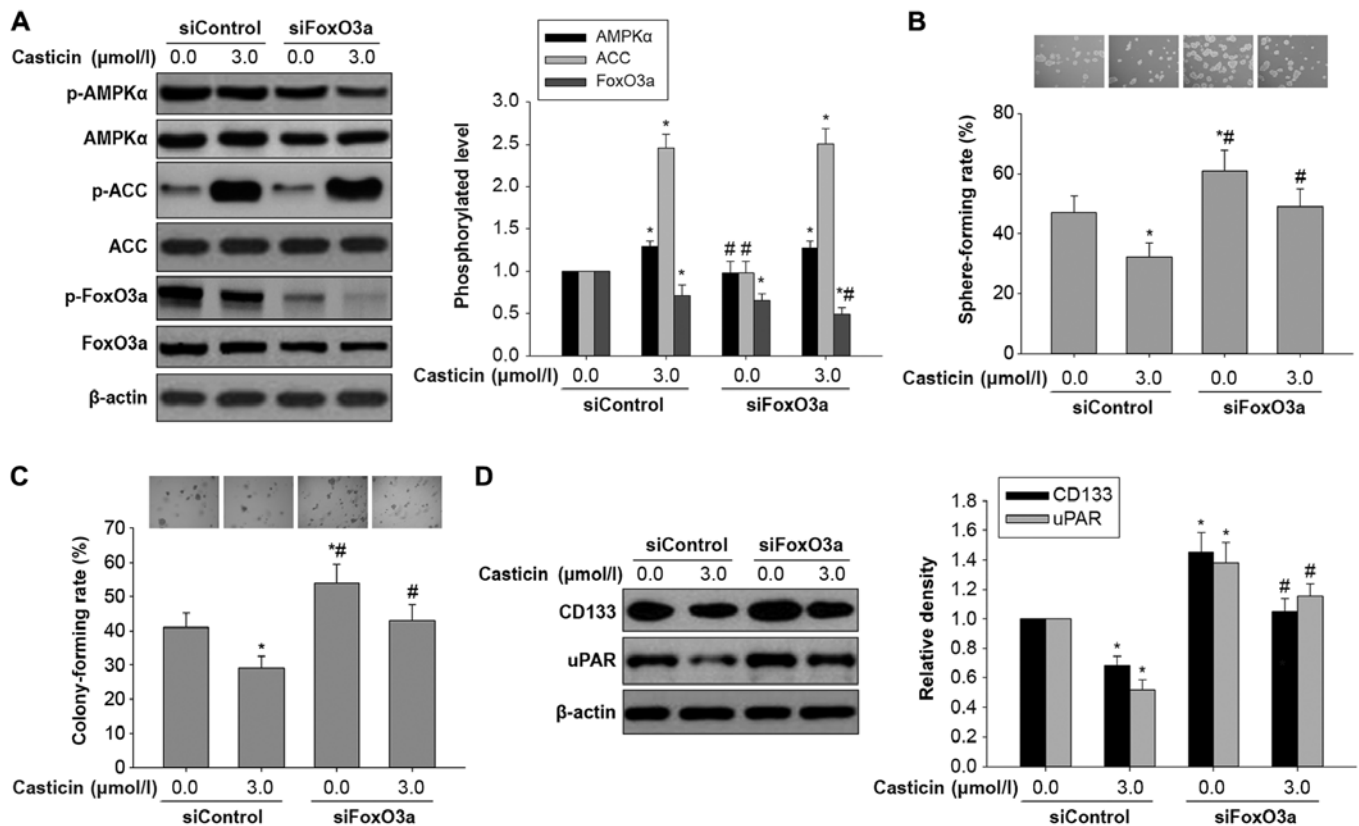 A
siControl siFoxO3a
Casticin (μmol/l) 0.0 3.0 0.0 3.0
p-AMPKα
AMPKα
p-ACC
ACC
p-FoxO3a
FoxO3a
β-actin
AMPKα
ACC
FoxO3a
Phosphorylated level
3.0
2.5
2.0
1.5
1.0
0.5
0.0
* * * # # * * * *#
Casticin (μmol/l) 0.0 3.0 0.0 3.0
siControl siFoxO3a
B
Sphere-forming rate (%)
80
60
40
20
0
* *# #
Casticin (μmol/l) 0.0 3.0 0.0 3.0
siControl siFoxO3a
C
Colony-forming rate (%)
70
60
50
40
30
20
10
0
* *# #
Casticin (μmol/l) 0.0 3.0 0.0 3.0
siControl siFoxO3a
D
siControl siFoxO3a
Casticin (μmol/l) 0.0 3.0 0.0 3.0
CD133
uPAR
β-actin
CD133
uPAR
Relative density
1.8
1.6
1.4
1.2
1.0
0.8
0.6
0.4
0.2
0.0
* * * * # #
Casticin (μmol/l) 0.0 3.0 0.0 3.0
siControl siFoxO3a